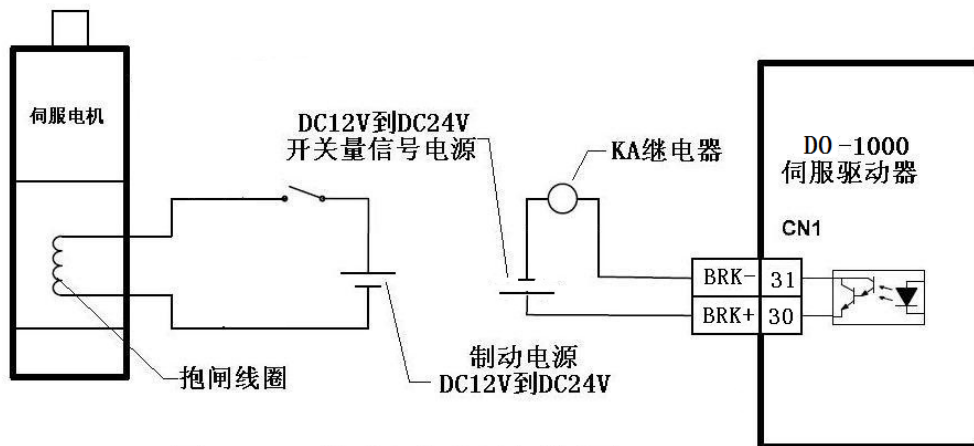 伺服电机
DC12V到DC24V
开关量信号电源
KA继电器
DO-1000
伺服驱动器
CN1
BRK- 31
BRK+ 30
抱闸线圈
制动电源
DC12V到DC24V